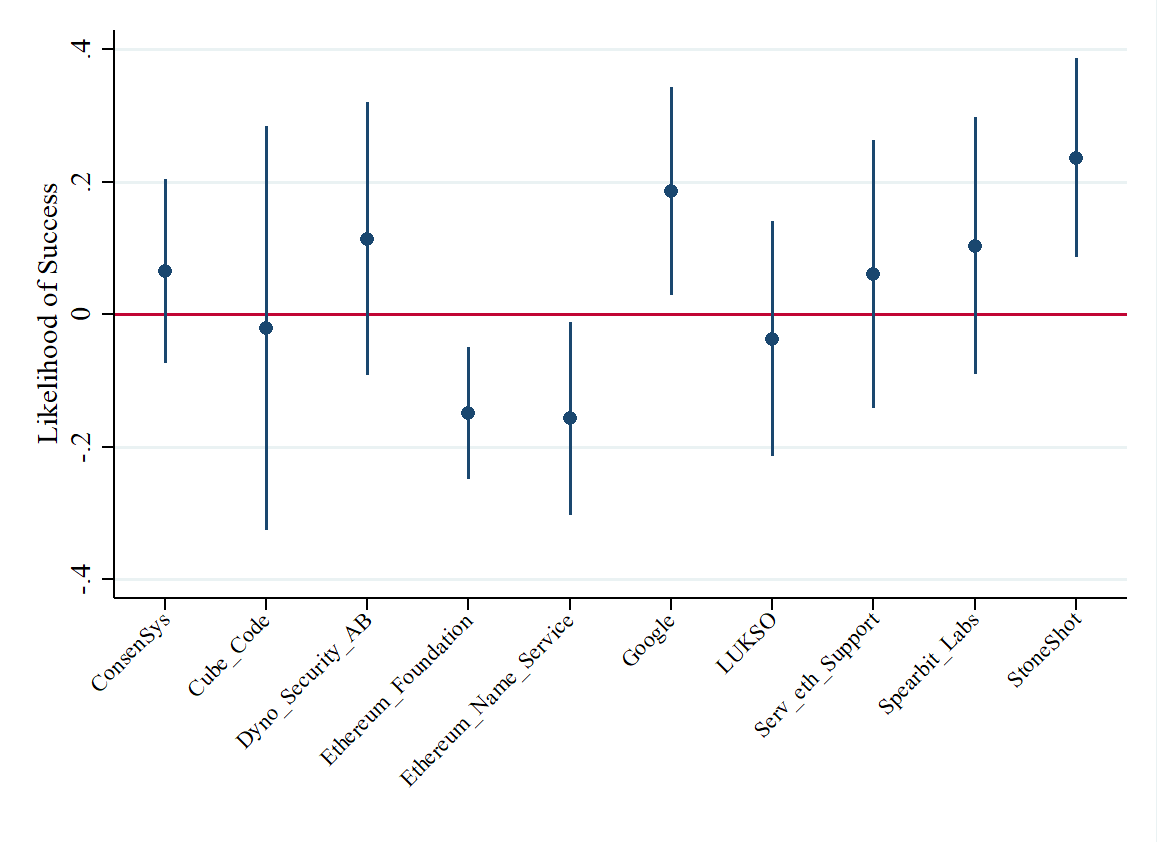 Likelihood of Success
.4
.2
0
-.2
-.4
ConsenSys
Cube_Code
Dyno_Security_AB
Ethereum_Foundation
Ethereum_Name_Service
Google
LUKSO
Serv_eth_Support
Spearbit_Labs
StoneShot